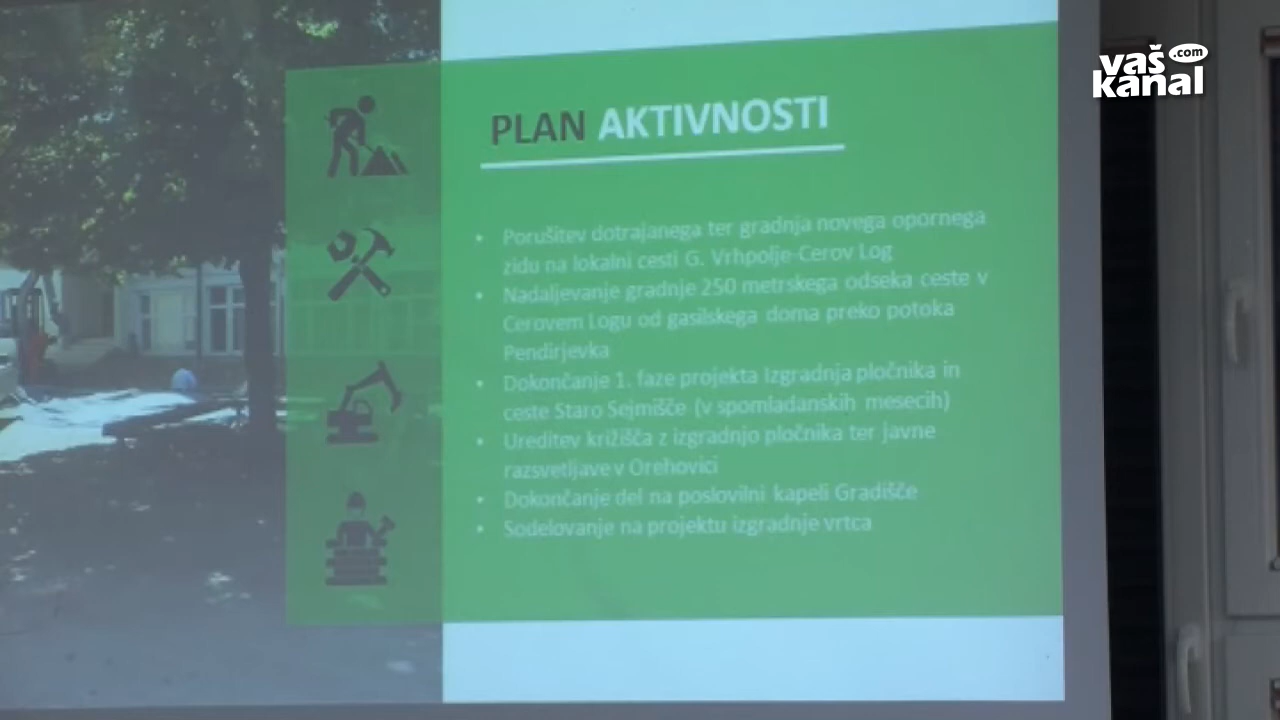 vaš .com
kanal
PLAN AKTIVNOSTI
• Porušitev dotrajanega ter gradnja novega opornega
zidu na lokalni cesti G. Vrhpolje-Cerov Log
• Nadaljevanje gradnje 250 metrskega odseka ceste v
Cerovem Logu od gasilskega doma preko potoka
Pendirjevka
• Dokončanje 1. faze projekta Izgradnja pločnika in
ceste Staro Sejmišče (v spomladanskih mesecih)
• Ureditev križišča z izgradnjo pločnika ter javne
razsvetljave v Orehovici
• Dokončanje del na poslovilni kapeli Gradišče
• Sodelovanje na projektu izgradnje vrtca